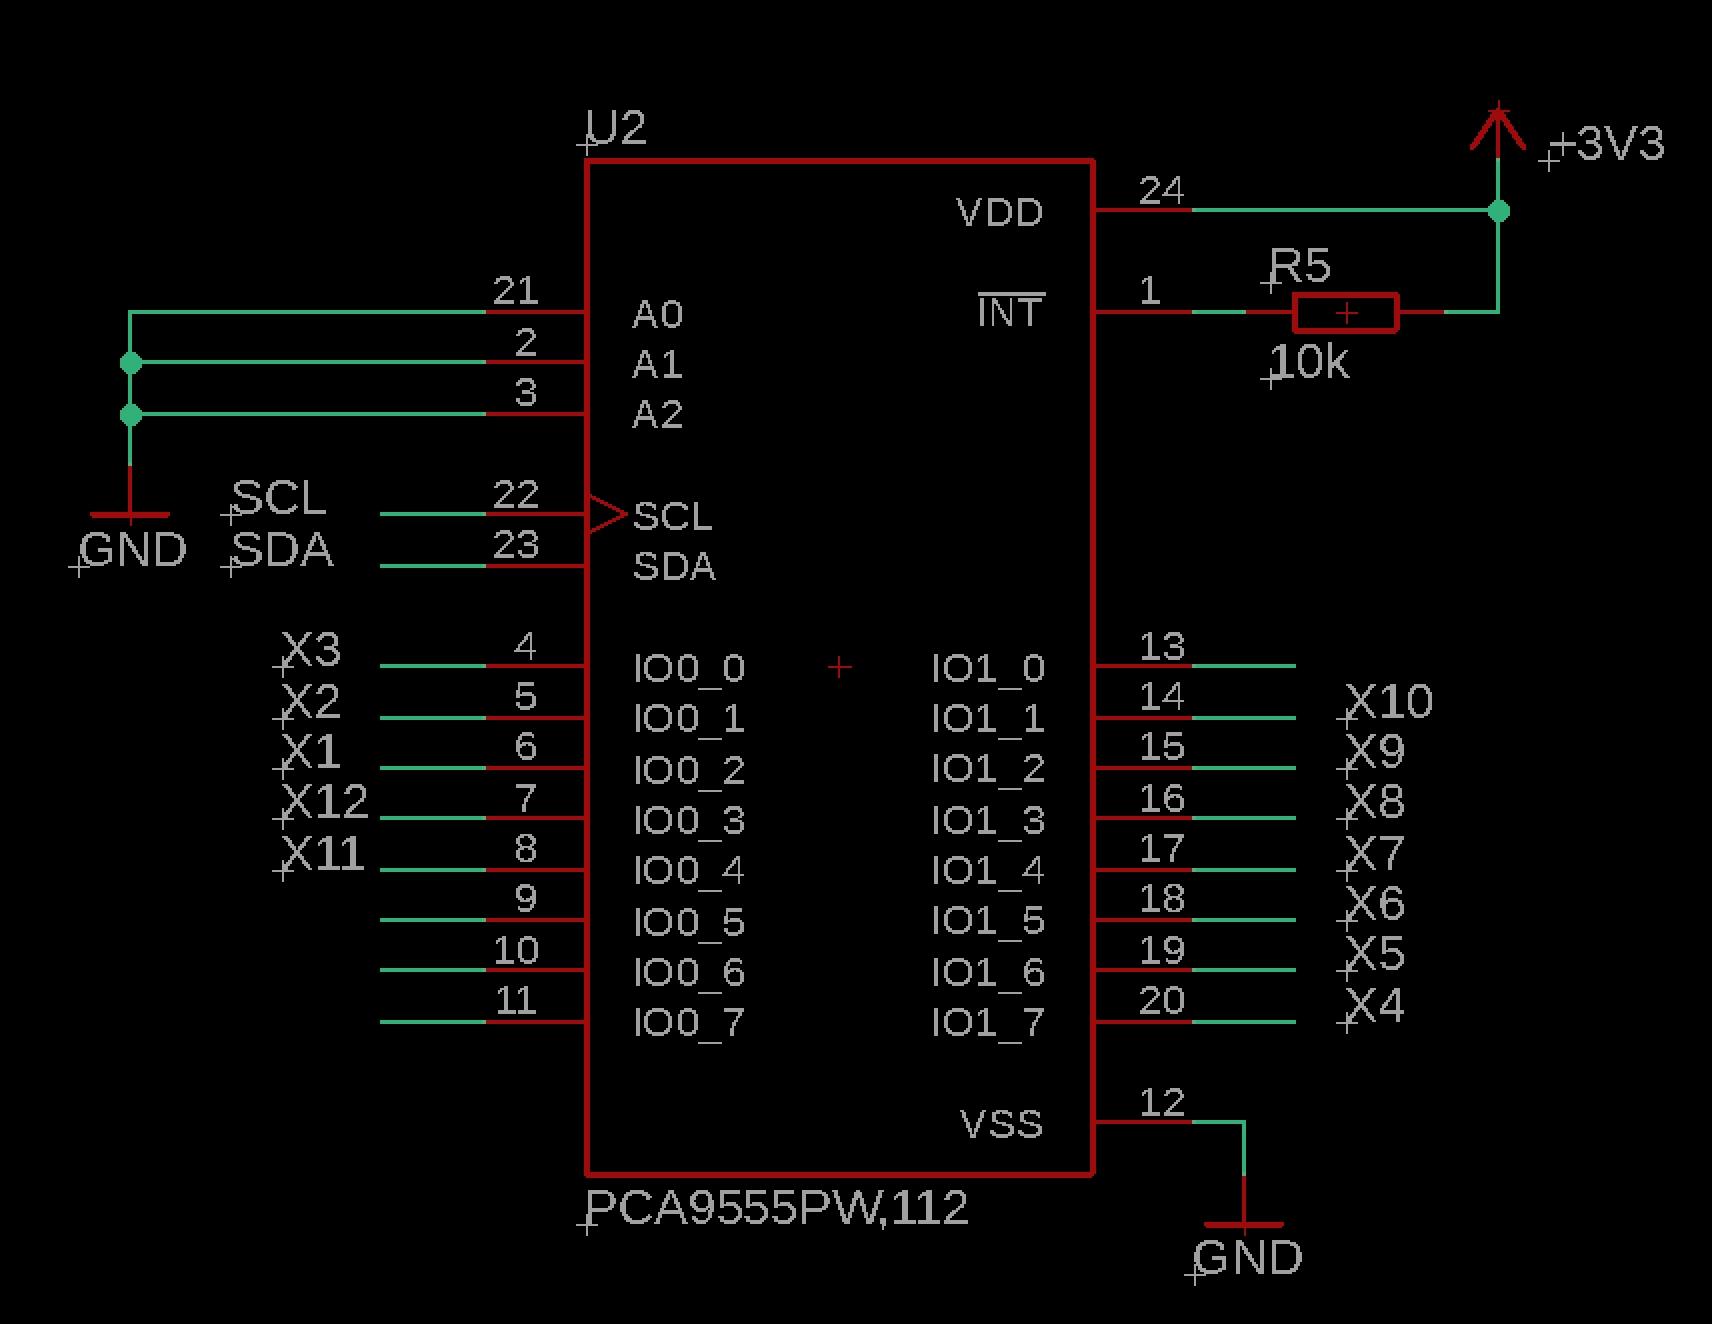 U2
+3V3
VDD 24
R5
21 A0
INT 1
2 A1
10k
3 A2
SCL 22 SCL
GND SDA 23 SDA
X3 4 IO0_0 IO1_0 13
X2 5 IO0_1 IO1_1 14 X10
X1 6 IO0_2 IO1_2 15 X9
X12 7 IO0_3 IO1_3 16 X8
X11 8 IO0_4 IO1_4 17 X7
9 IO0_5 IO1_5 18 X6
10 IO0_6 IO1_6 19 X5
11 IO0_7 IO1_7 20 X4
VSS 12
PCA9555PW,112
GND